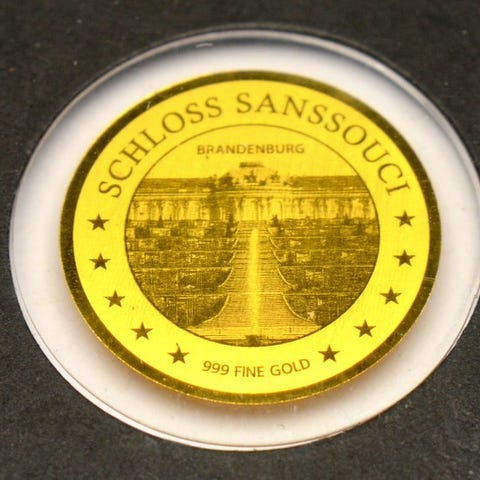 SCHLOSS SANSSOUCI
BRANDENBURG
999 FINE GOLD